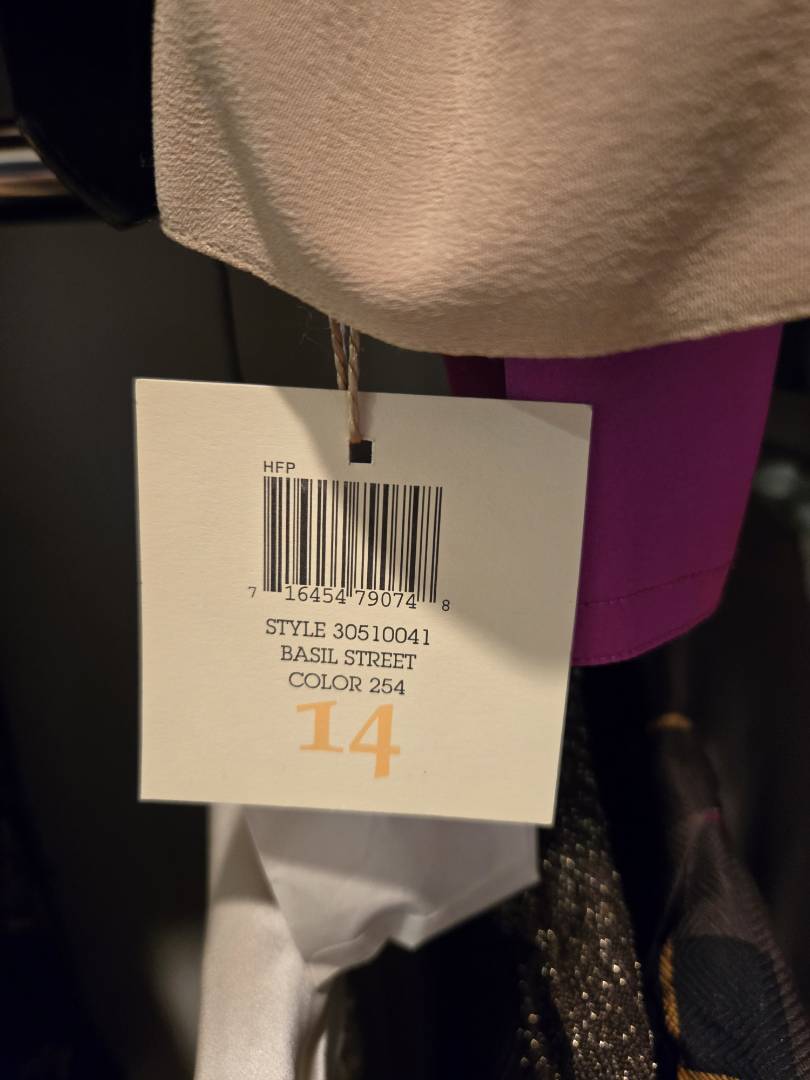 HFP
7 16454 79074 8
STYLE 30510041
BASIL STREET
COLOR 254
14